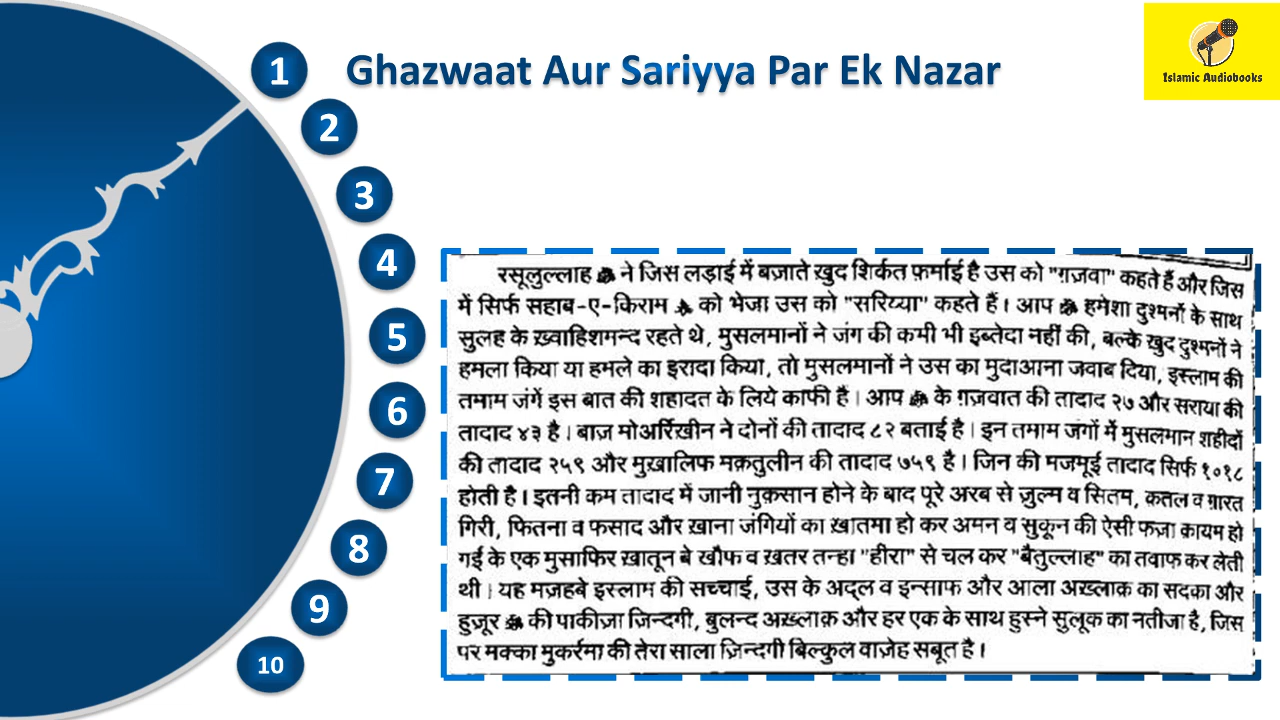 1
Ghazwaat Aur Sariyya Par Ek Nazar
Islamic Audiobooks
2
3
4
5
6
7
8
9
10
रसूलुल्लाह ﷺ ने जिस लड़ाई में बज़ाते ख़ुद शिर्कत फ़र्माई है उस को "ग़ज़वा" कहते हैं और जिस
में सिर्फ सहाब-ए-किराम को भेजा उस को "सरिय्या" कहते हैं। आप ﷺ हमेशा दुश्मनों के साथ
सुलह के ख़्वाहिशमन्द रहते थे, मुसलमानों ने जंग की कभी भी इब्तेदा नहीं की, बल्के खुद दुश्मनों ने
हमला किया या हमले का इरादा किया, तो मुसलमानों ने उस का मुदाआना जवाब दिया, इस्लाम की
तमाम जंगें इस बात की शहादत के लिये काफी है। आप ﷺ के ग़ज़वात की तादाद २७ और सराया की
तादाद ४३ है। बाज़ मोअर्रिख़ीन ने दोनों की तादाद ८२ बताई है। इन तमाम जंगों में मुसलमान शहीदों
की तादाद २५९ और मुख़ालिफ मक़तुलीन की तादाद ७५९ है। जिन की मजमूई तादाद सिर्फ १०१८
होती है। इतनी कम तादाद में जानी नुक़सान होने के बाद पूरे अरब से ज़ुल्म व सितम, क़तल व ग़ारत
गिरी, फितना व फसाद और ख़ाना जंगियों का ख़ातमा हो कर अमन व सुकून की ऐसी फज़ा क़ायम हो
गई के एक मुसाफिर ख़ातून बे खौफ व ख़तर तन्हा "हीरा" से चल कर "बैतुल्लाह" का तवाफ कर लेती
थी। यह मज़हबे इस्लाम की सच्चाई, उस के अद्ल व इन्साफ और आला अख़्लाक़ का सदक़ा और
हुज़ूर ﷺ की पाकीज़ा ज़िन्दगी, बुलन्द अख़्लाक़ और हर एक के साथ हुस्ने सुलूक का नतीजा है, जिस
पर मक्का मुकर्रमा की तेरा साला ज़िन्दगी बिल्कुल वाज़ेह सबूत है।